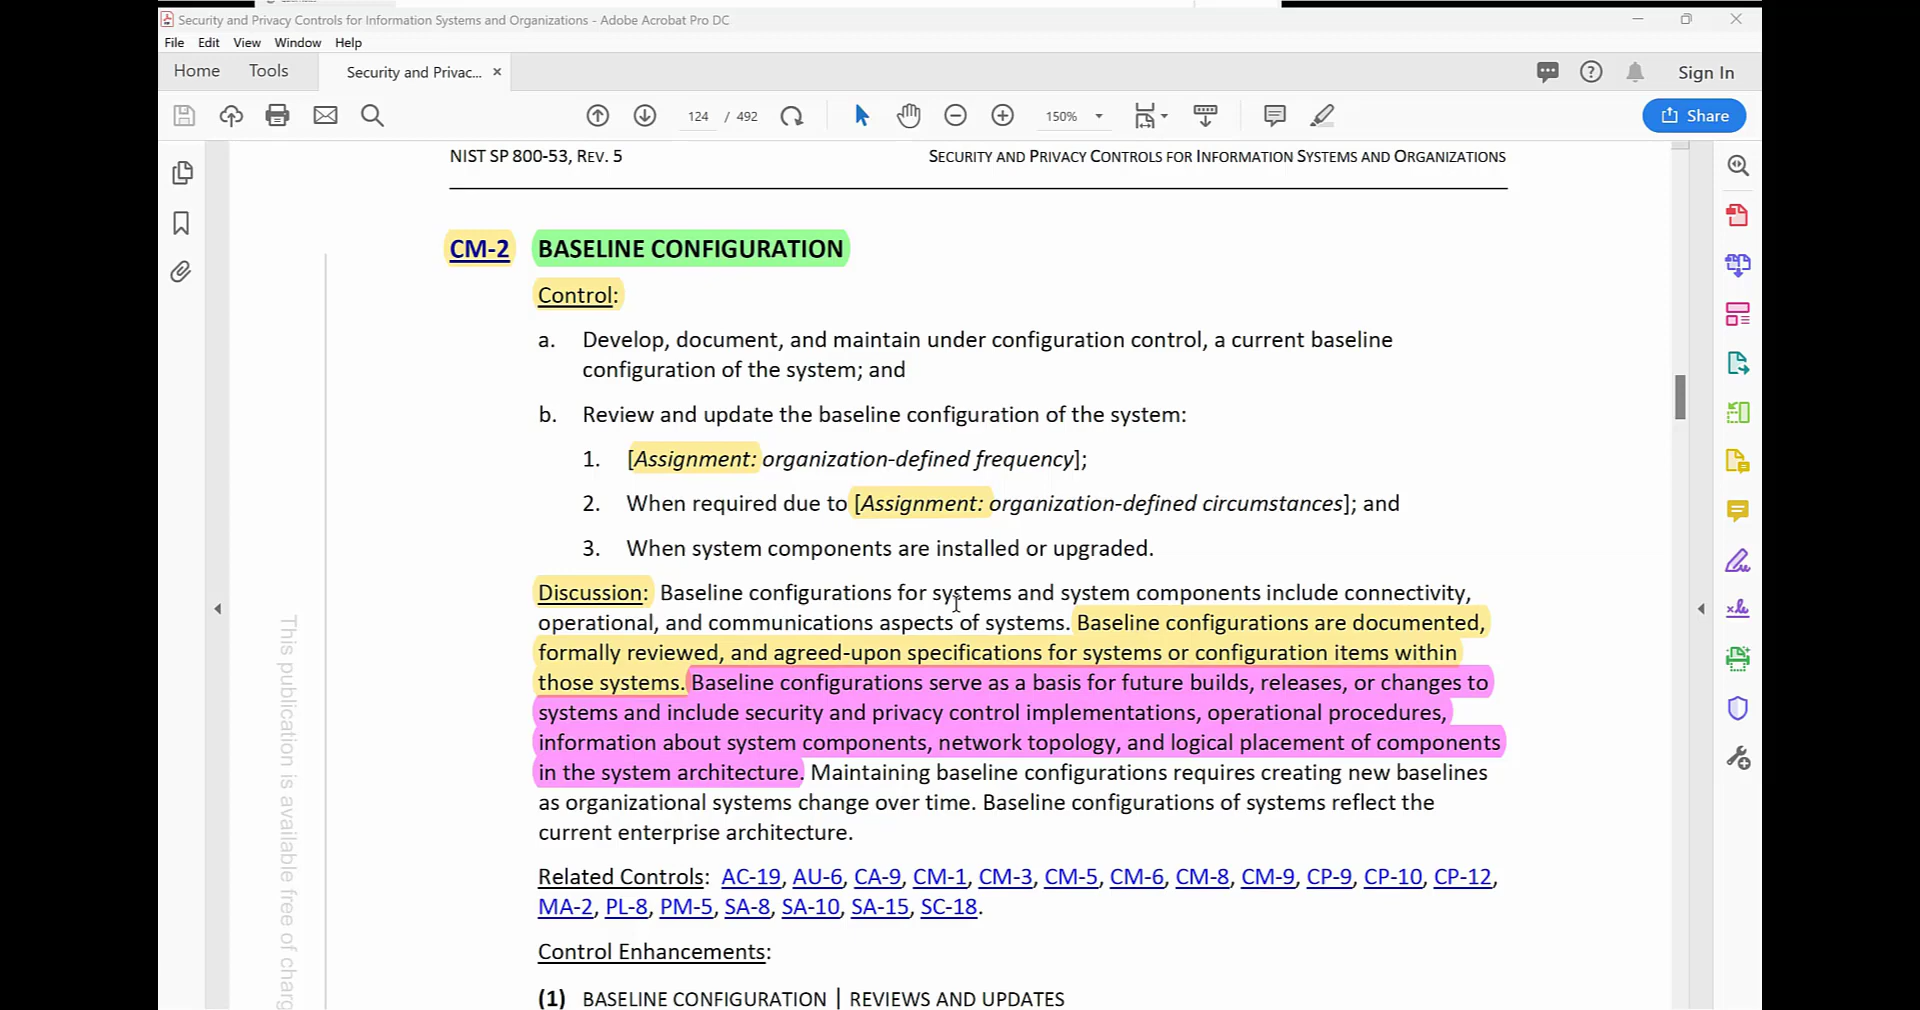 Security and Privacy Controls for Information Systems and Organizations - Adobe Acrobat Pro DC
File Edit View Window Help
Home Tools Security and Privac... × Sign In
124 / 492 150% Share
NIST SP 800-53, REV. 5 SECURITY AND PRIVACY CONTROLS FOR INFORMATION SYSTEMS AND ORGANIZATIONS
CM-2 BASELINE CONFIGURATION
Control:
a. Develop, document, and maintain under configuration control, a current baseline
configuration of the system; and
b. Review and update the baseline configuration of the system:
1. [Assignment: organization-defined frequency];
2. When required due to [Assignment: organization-defined circumstances]; and
3. When system components are installed or upgraded.
Discussion: Baseline configurations for systems and system components include connectivity,
operational, and communications aspects of systems. Baseline configurations are documented,
formally reviewed, and agreed-upon specifications for systems or configuration items within
those systems. Baseline configurations serve as a basis for future builds, releases, or changes to
systems and include security and privacy control implementations, operational procedures,
information about system components, network topology, and logical placement of components
in the system architecture. Maintaining baseline configurations requires creating new baselines
as organizational systems change over time. Baseline configurations of systems reflect the
current enterprise architecture.
Related Controls: AC-19, AU-6, CA-9, CM-1, CM-3, CM-5, CM-6, CM-8, CM-9, CP-9, CP-10, CP-12,
MA-2, PL-8, PM-5, SA-8, SA-10, SA-15, SC-18.
Control Enhancements:
(1) BASELINE CONFIGURATION | REVIEWS AND UPDATES
This publication is available free of charg